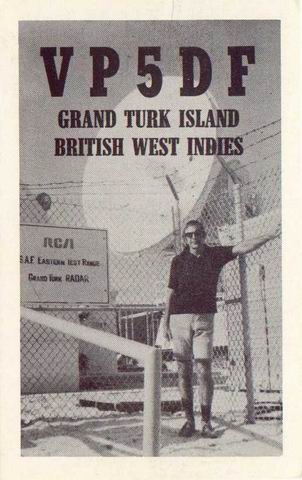 VP5DF
GRAND TURK ISLAND
BRITISH WEST INDIES
RCA
S.A.F. EASTERN TEST RANGE
GRAND TURK RADAR